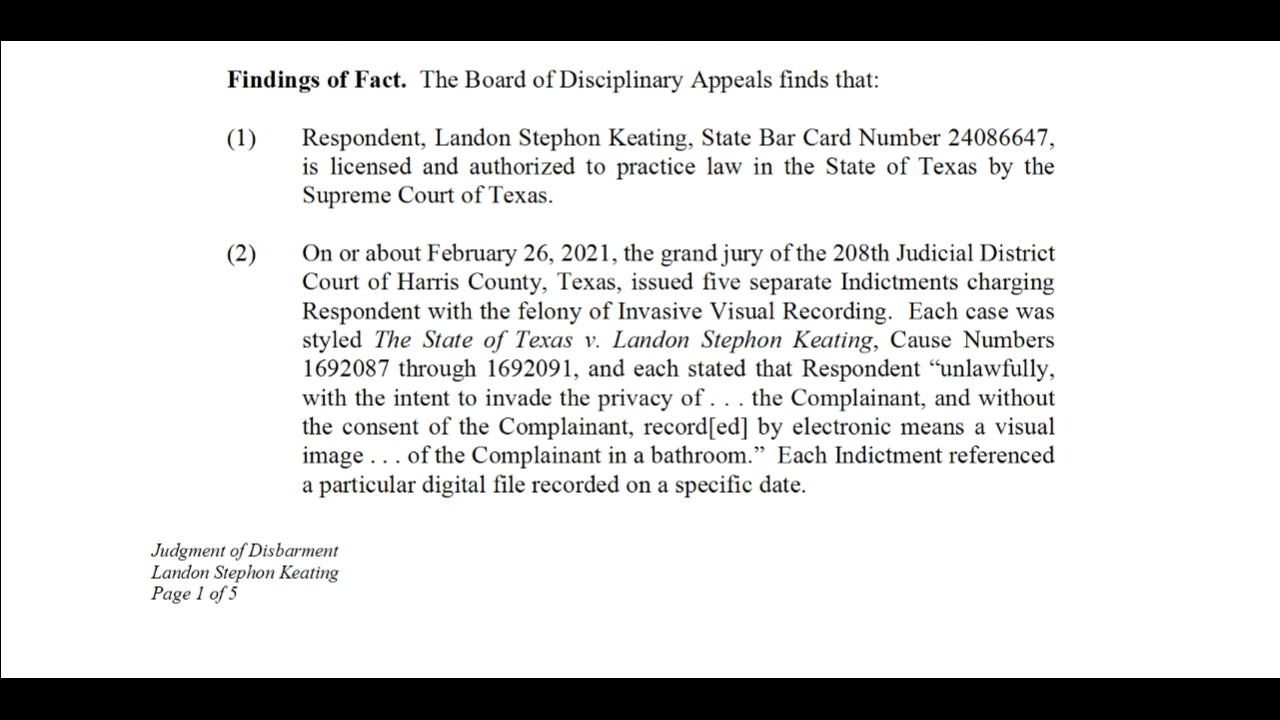 Findings of Fact. The Board of Disciplinary Appeals finds that:
(1) Respondent, Landon Stephon Keating, State Bar Card Number 24086647,
is licensed and authorized to practice law in the State of Texas by the
Supreme Court of Texas.
(2) On or about February 26, 2021, the grand jury of the 208th Judicial District
Court of Harris County, Texas, issued five separate Indictments charging
Respondent with the felony of Invasive Visual Recording. Each case was
styled The State of Texas v. Landon Stephon Keating, Cause Numbers
1692087 through 1692091, and each stated that Respondent “unlawfully,
with the intent to invade the privacy of . . . the Complainant, and without
the consent of the Complainant, record[ed] by electronic means a visual
image . . . of the Complainant in a bathroom.” Each Indictment referenced
a particular digital file recorded on a specific date.
Judgment of Disbarment
Landon Stephon Keating
Page 1 of 5